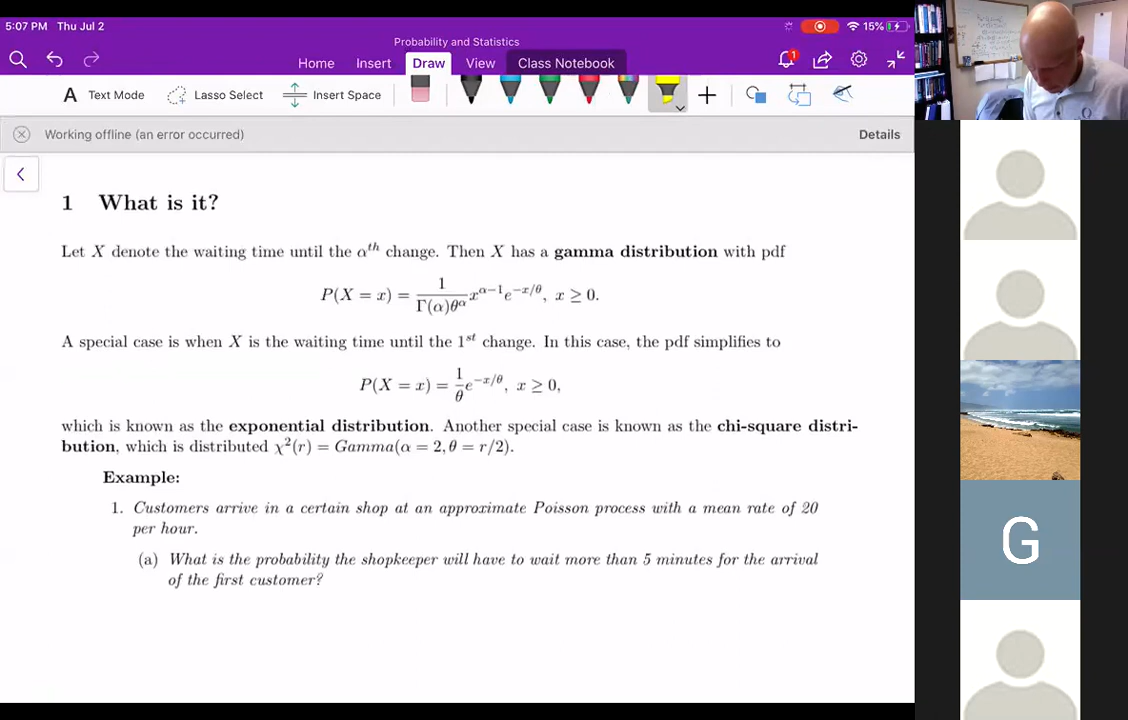 5:07 PM Thu Jul 2
15%
Probability and Statistics
Home Insert Draw View Class Notebook
1
A Text Mode Lasso Select Insert Space
Working offline (an error occurred) Details
1 What is it?
Let X denote the waiting time until the α^{th} change. Then X has a gamma distribution with pdf
P(X = x) = \frac{1}{Γ(α)θ^α} x^{α−1}e^{−x/θ}, x ≥ 0.
A special case is when X is the waiting time until the 1^{st} change. In this case, the pdf simplifies to
P(X = x) = \frac{1}{θ} e^{−x/θ}, x ≥ 0,
which is known as the exponential distribution. Another special case is known as the chi-square distri-
bution, which is distributed χ²(r) = Gamma(α = 2, θ = r/2).
Example:
1. Customers arrive in a certain shop at an approximate Poisson process with a mean rate of 20
per hour.
(a) What is the probability the shopkeeper will have to wait more than 5 minutes for the arrival
of the first customer?
G